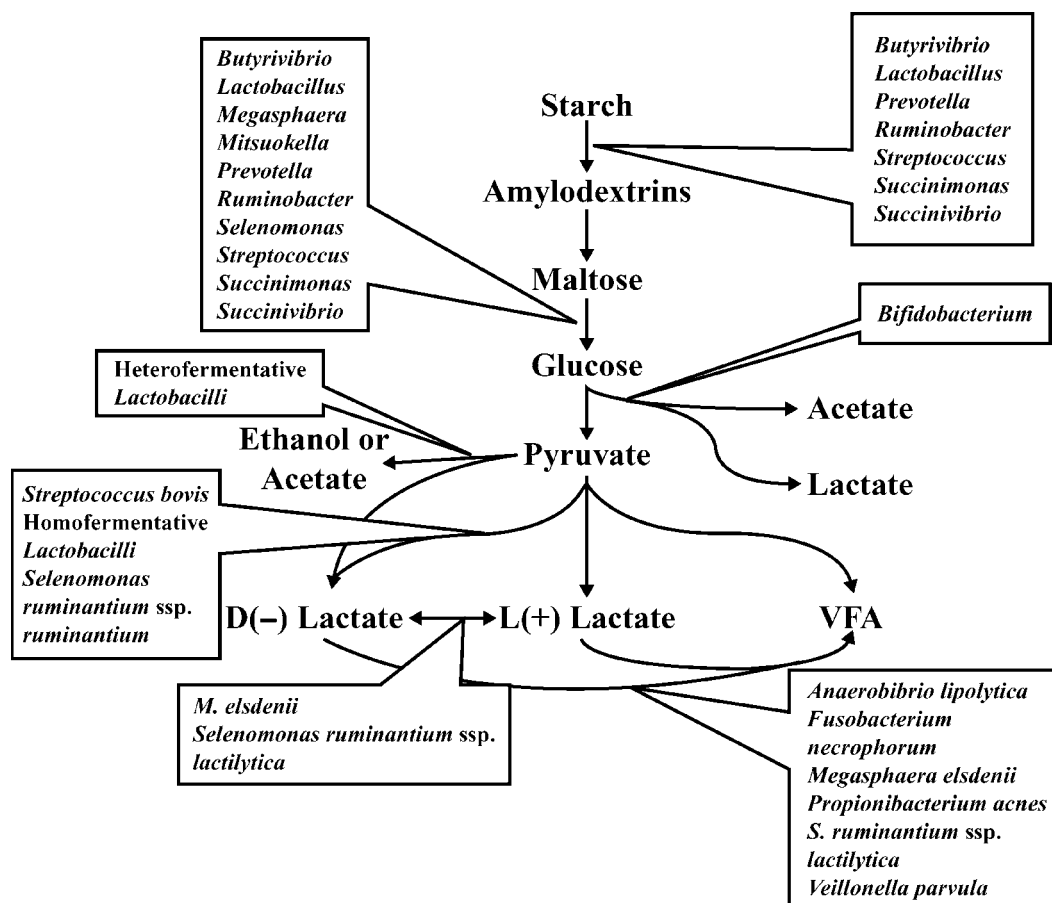 Butyrivibrio
Lactobacillus
Megasphaera
Mitsuokella
Prevotella
Ruminobacter
Selenomonas
Streptococcus
Succinimonas
Succinivibrio
Starch
Amylodextrins
Maltose
Glucose
Butyrivibrio
Lactobacillus
Prevotella
Ruminobacter
Streptococcus
Succinimonas
Succinivibrio
Bifidobacterium
Acetate
Lactate
Heterofermentative
Lactobacilli
Ethanol or
Acetate
Pyruvate
Streptococcus bovis
Homofermentative
Lactobacilli
Selenomonas
ruminantium ssp.
ruminantium
D(–) Lactate
L(+) Lactate
VFA
M. elsdenii
Selenomonas ruminantium ssp.
lactilytica
Anaerobibrio lipolytica
Fusobacterium
necrophorum
Megasphaera elsdenii
Propionibacterium acnes
S. ruminantium ssp.
lactilytica
Veillonella parvula